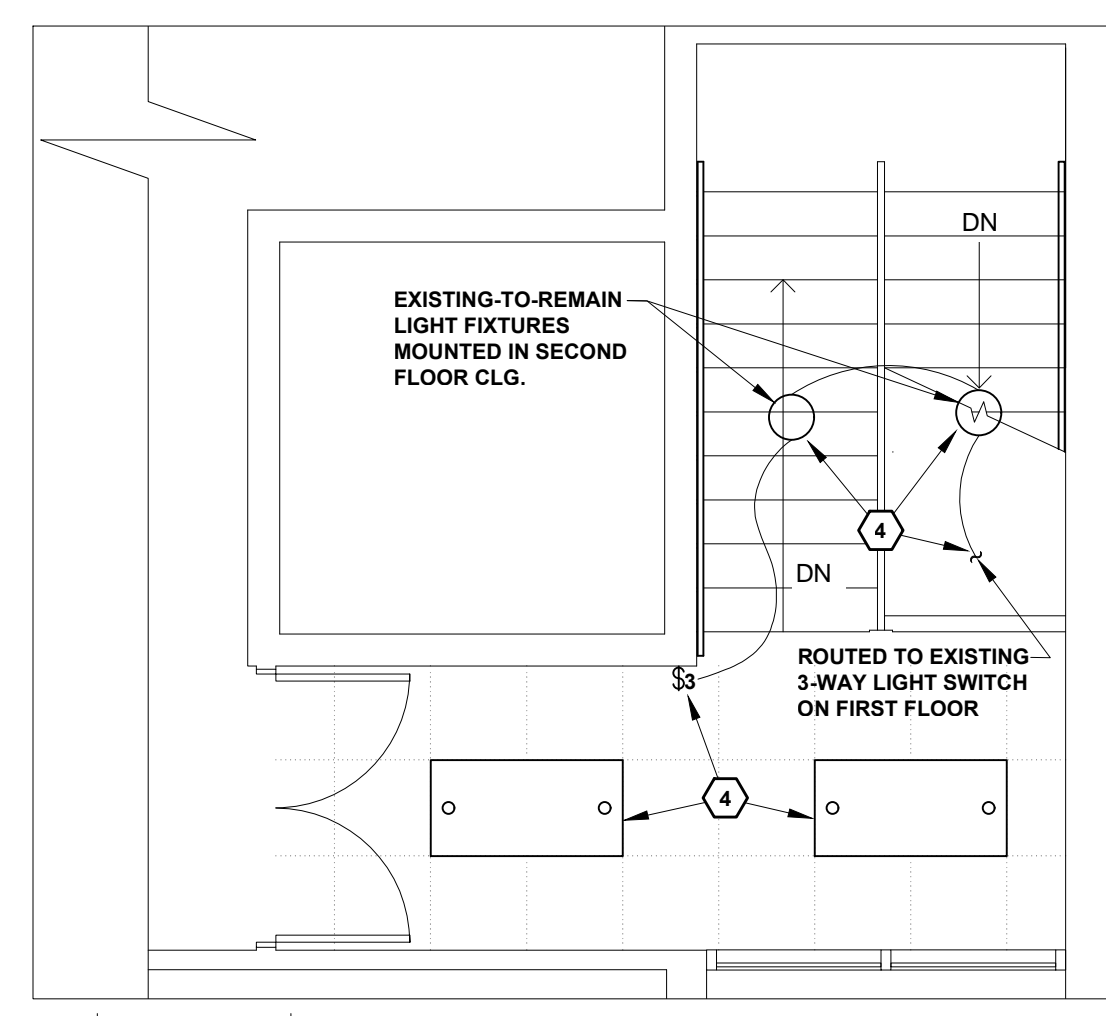 DN
EXISTING-TO-REMAIN
LIGHT FIXTURES
MOUNTED IN SECOND
FLOOR CLG.
4
DN
ROUTED TO EXISTING
3-WAY LIGHT SWITCH
ON FIRST FLOOR
$3
4